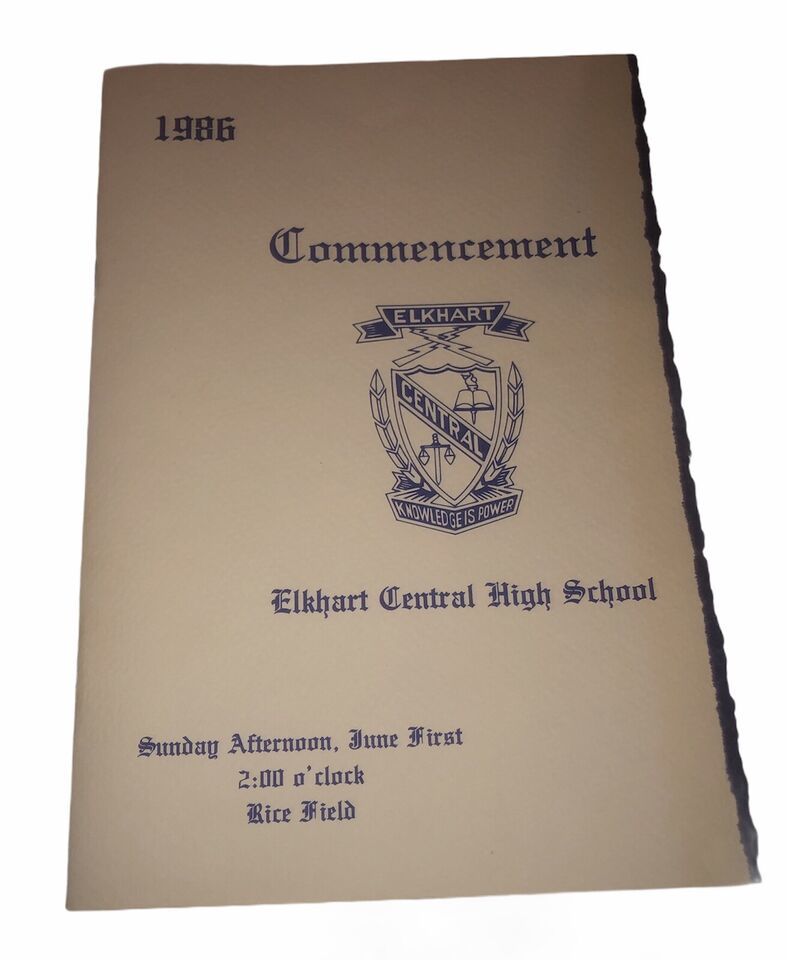 1986
Commencement
ELKHART
CENTRAL
KNOWLEDGE IS POWER
Elkhart Central High School
Sunday Afternoon, June First
2:00 o'clock
Rice Field